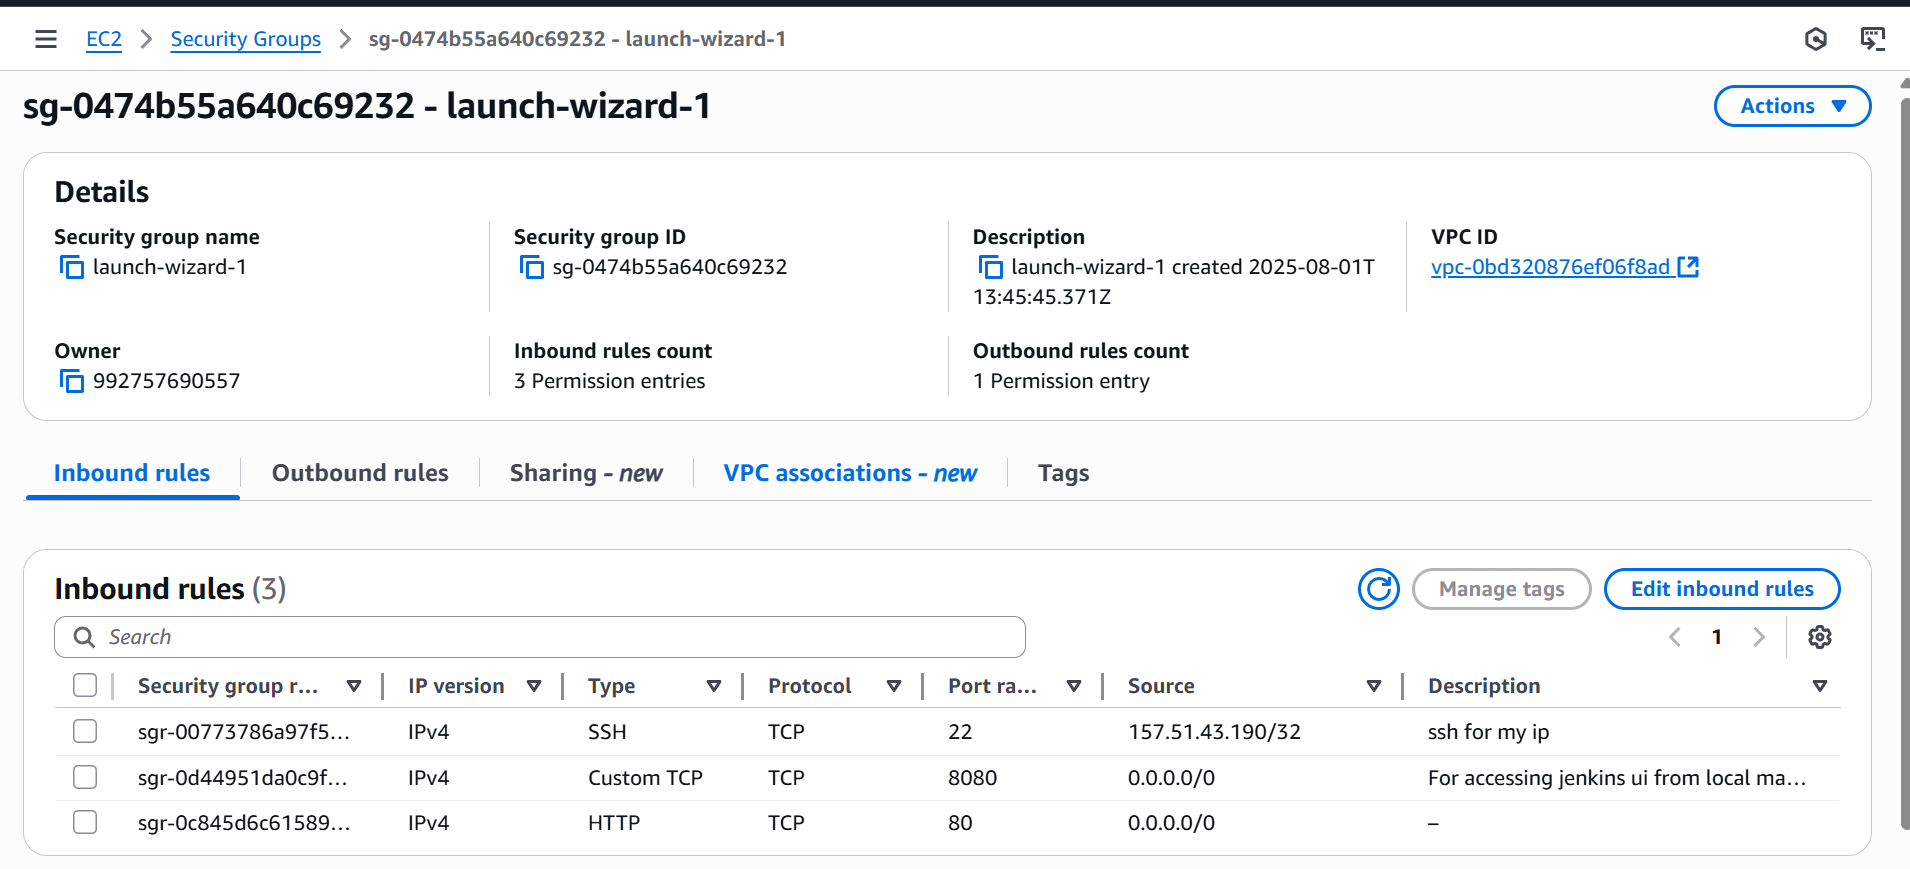 EC2 > Security Groups > sg-0474b55a640c69232 - launch-wizard-1
sg-0474b55a640c69232 - launch-wizard-1
Actions
Details
Security group name
launch-wizard-1
Security group ID
sg-0474b55a640c69232
Description
launch-wizard-1 created 2025-08-01T
13:45:45.371Z
VPC ID
vpc-0bd320876ef06f8ad
Owner
992757690557
Inbound rules count
3 Permission entries
Outbound rules count
1 Permission entry
Inbound rules Outbound rules Sharing - new VPC associations - new Tags
Inbound rules (3)
Manage tags
Edit inbound rules
Search
1
Security group r... IP version Type Protocol Port ra... Source Description
sgr-00773786a97f5... IPv4 SSH TCP 22 157.51.43.190/32 ssh for my ip
sgr-0d44951da0c9f... IPv4 Custom TCP TCP 8080 0.0.0.0/0 For accessing jenkins ui from local ma...
sgr-0c845d6c61589... IPv4 HTTP TCP 80 0.0.0.0/0 –